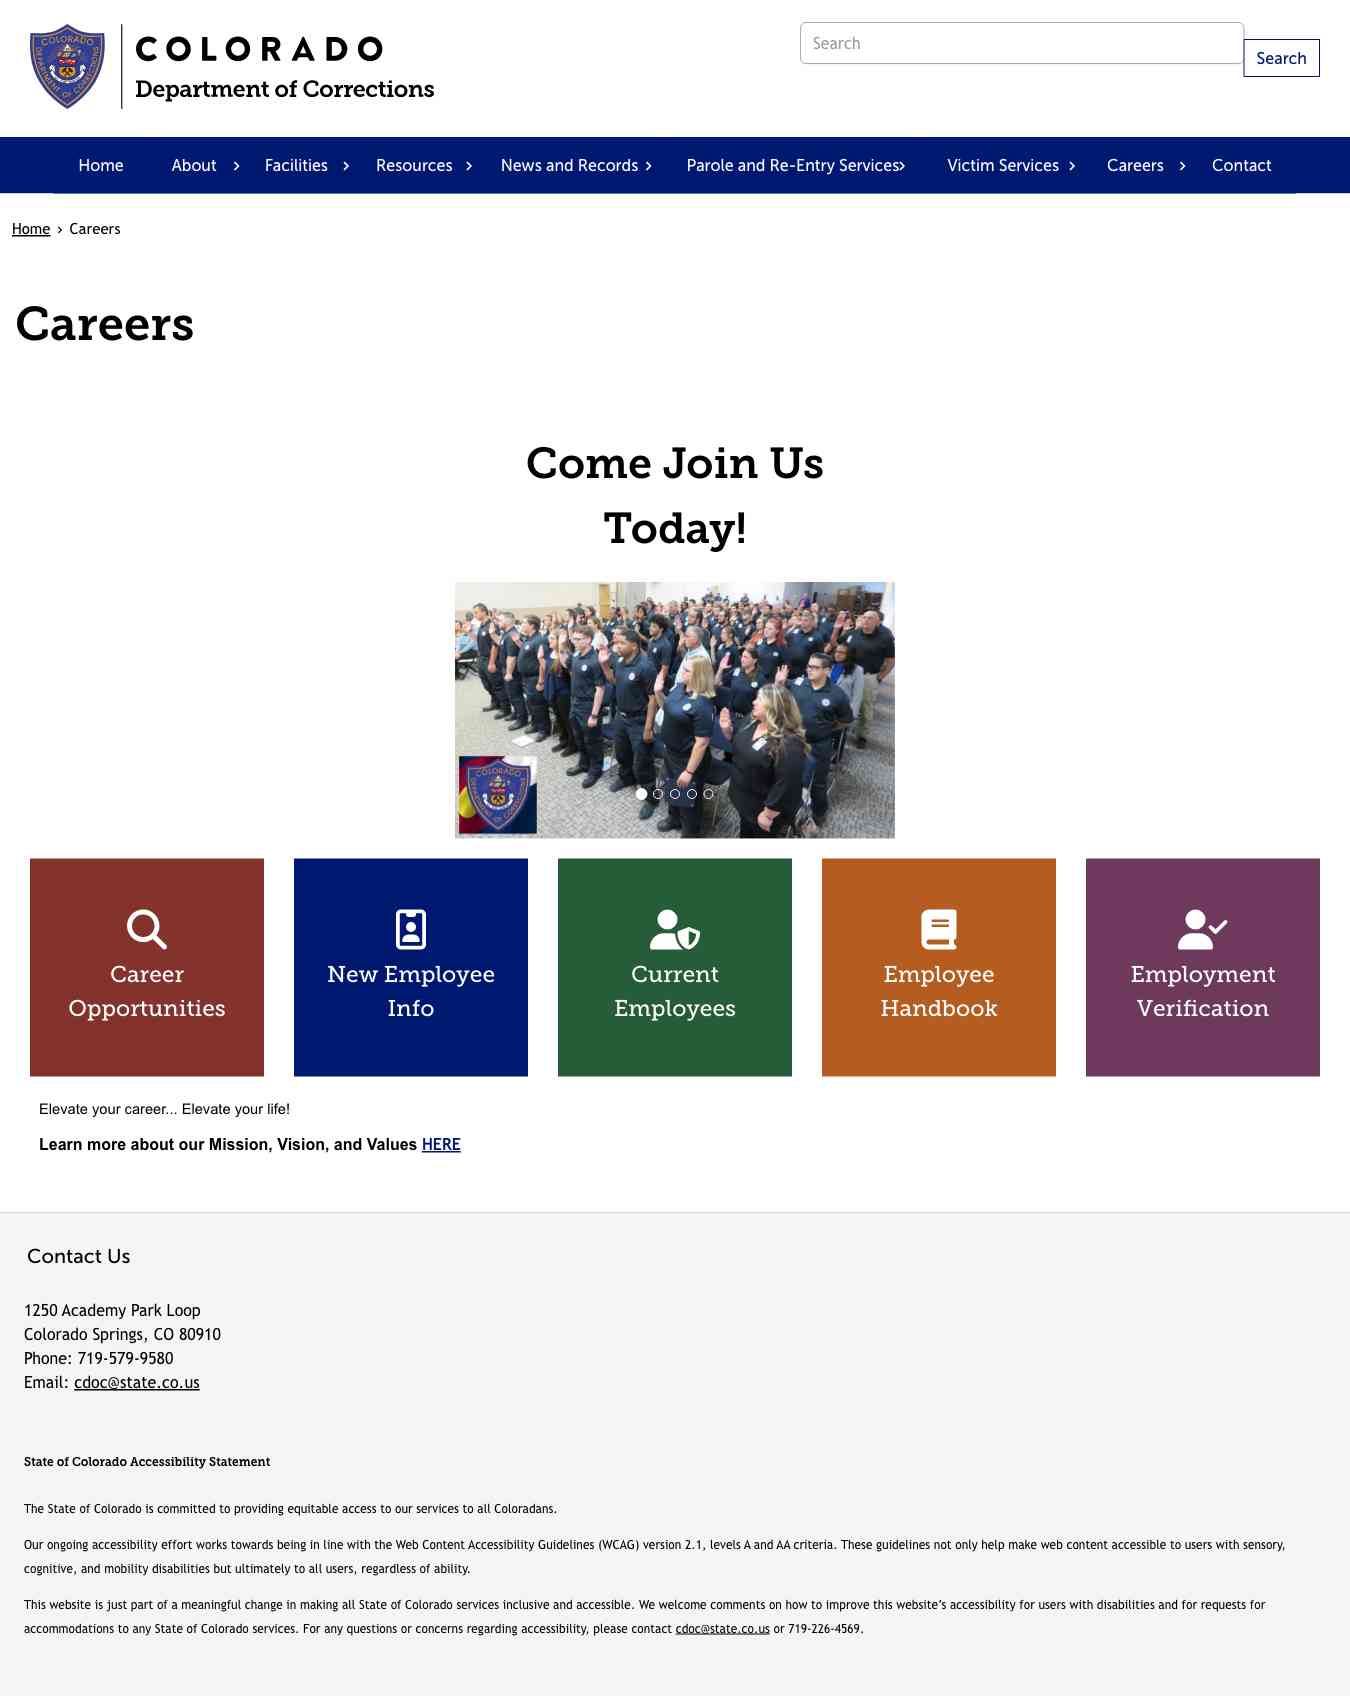 COLORADO
DEPARTMENT OF CORRECTIONS
COLORADO
Department of Corrections
Search
Search
Home About Facilities Resources News and Records Parole and Re-Entry Services Victim Services Careers Contact
Home › Careers
Careers
Come Join Us
Today!
COLORADO
DEPARTMENT OF CORRECTIONS
Career
Opportunities
New Employee
Info
Current
Employees
Employee
Handbook
Employment
Verification
Elevate your career... Elevate your life!
Learn more about our Mission, Vision, and Values HERE
Contact Us
1250 Academy Park Loop
Colorado Springs, CO 80910
Phone: 719-579-9580
Email: cdoc@state.co.us
State of Colorado Accessibility Statement
The State of Colorado is committed to providing equitable access to our services to all Coloradans.
Our ongoing accessibility effort works towards being in line with the Web Content Accessibility Guidelines (WCAG) version 2.1, levels A and AA criteria. These guidelines not only help make web content accessible to users with sensory,
cognitive, and mobility disabilities but ultimately to all users, regardless of ability.
This website is just part of a meaningful change in making all State of Colorado services inclusive and accessible. We welcome comments on how to improve this website’s accessibility for users with disabilities and for requests for
accommodations to any State of Colorado services. For any questions or concerns regarding accessibility, please contact cdoc@state.co.us or 719-226-4569.